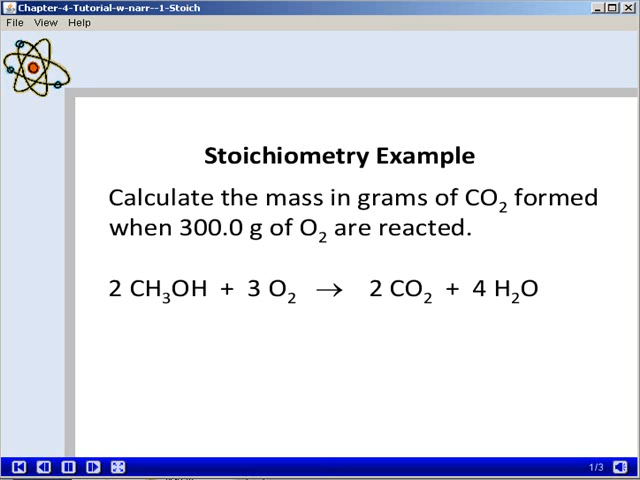 Chapter-4-Tutorial-w-narr--1-Stoich
File View Help
Stoichiometry Example
Calculate the mass in grams of CO₂ formed
when 300.0 g of O₂ are reacted.
2 CH₃OH + 3 O₂ → 2 CO₂ + 4 H₂O
1/3